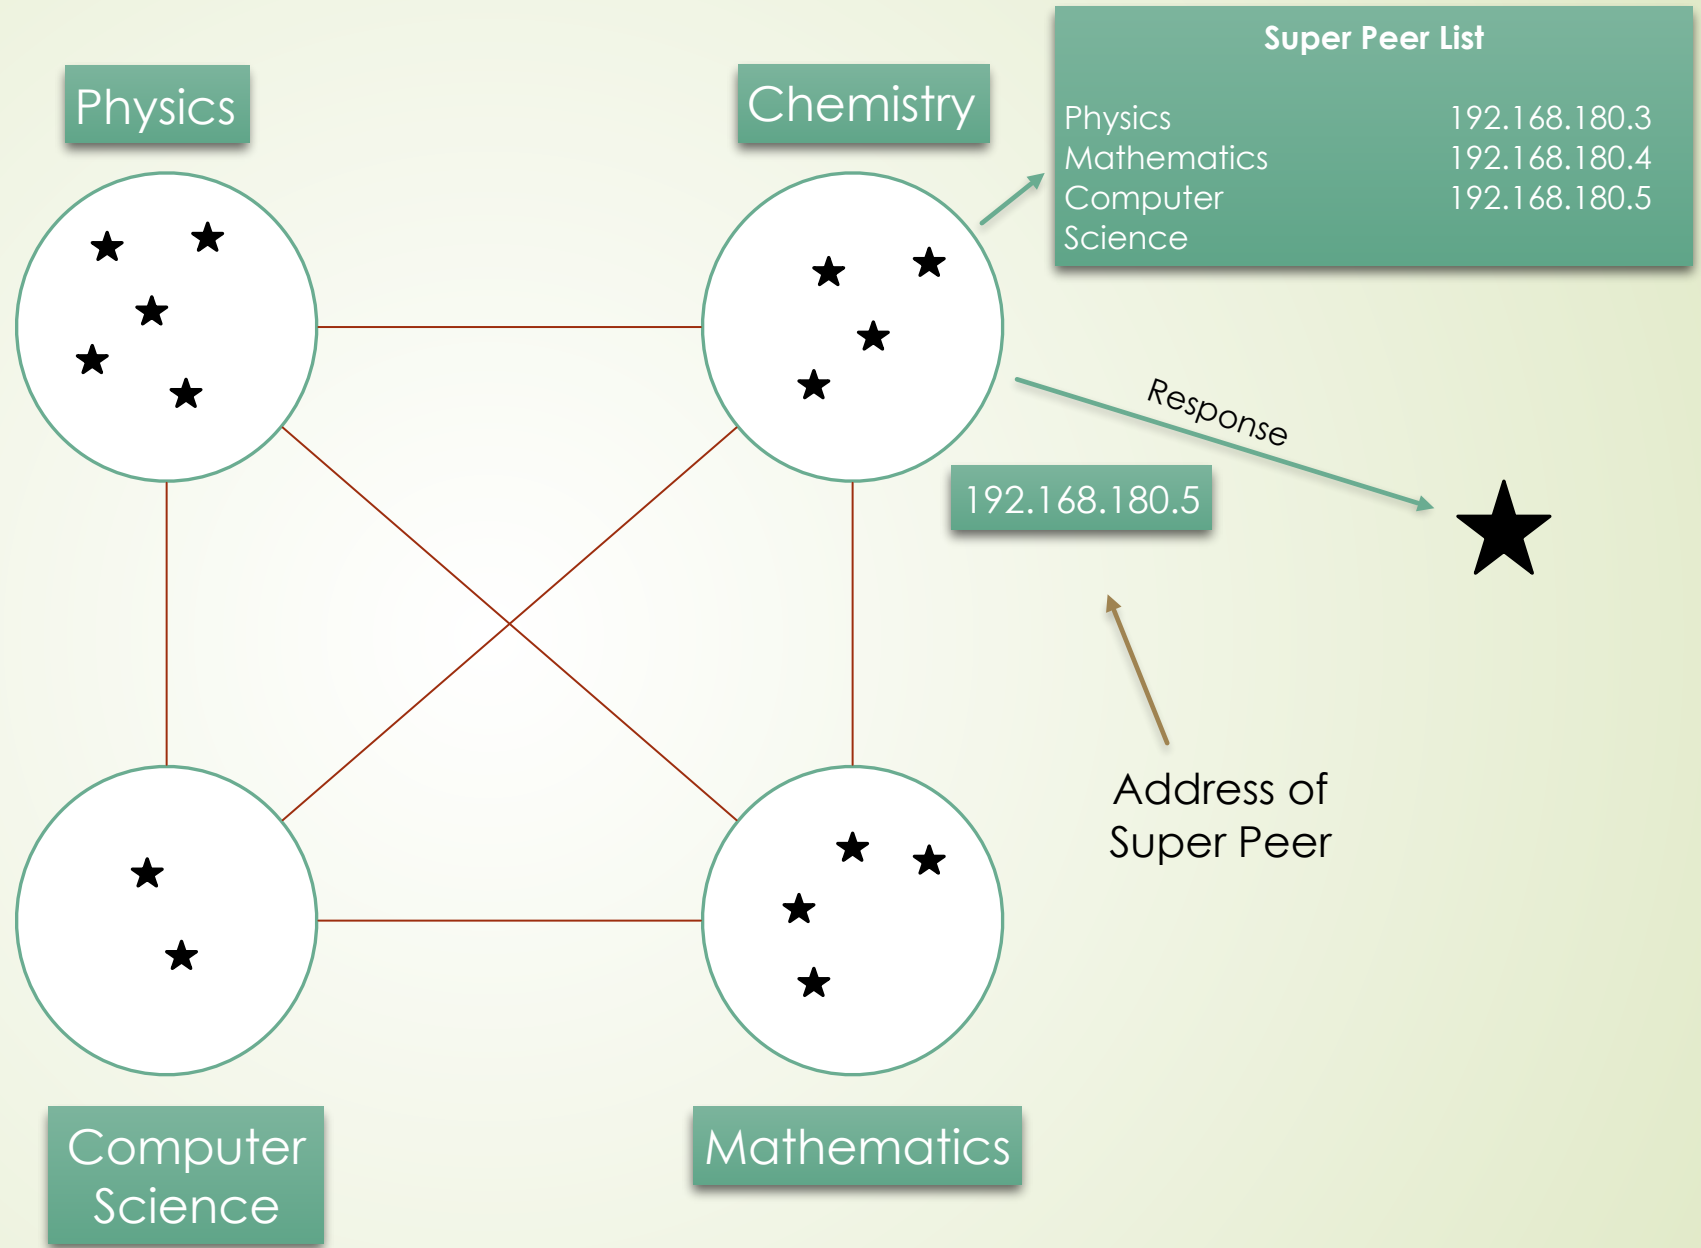 Super Peer List
Physics 192.168.180.3
Mathematics 192.168.180.4
Computer 192.168.180.5
Science
Physics
Chemistry
Response
192.168.180.5
Address of
Super Peer
Computer
Science
Mathematics